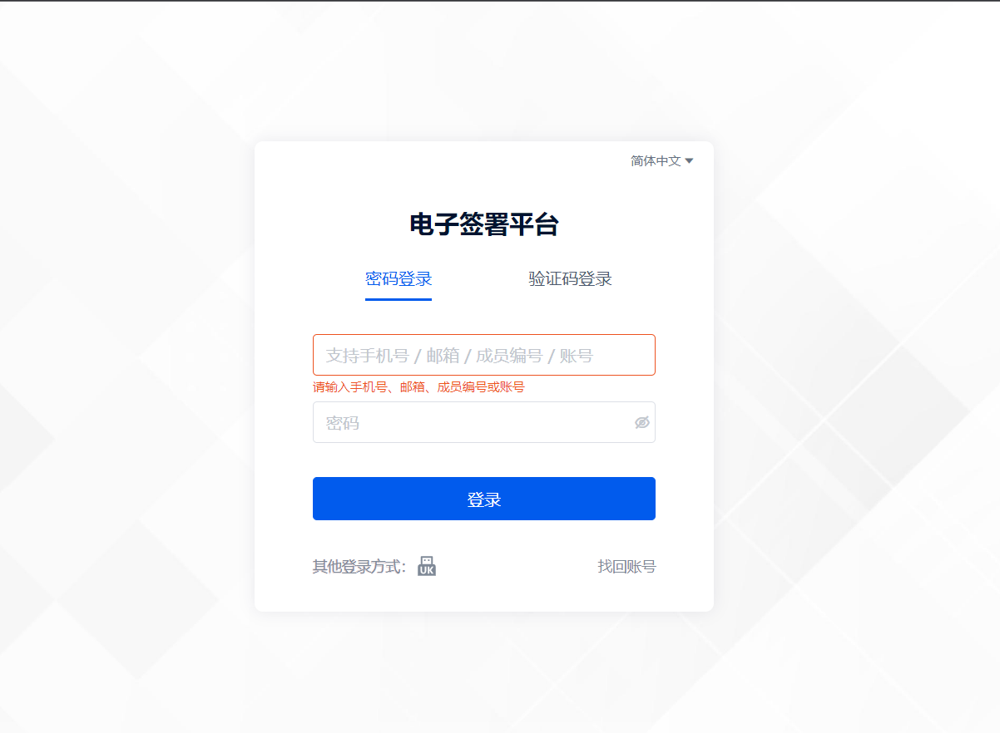 简体中文
电子签署平台
密码登录 验证码登录
支持手机号 / 邮箱 / 成员编号 / 账号
请输入手机号、邮箱、成员编号或账号
密码
登录
其他登录方式： UK 找回账号